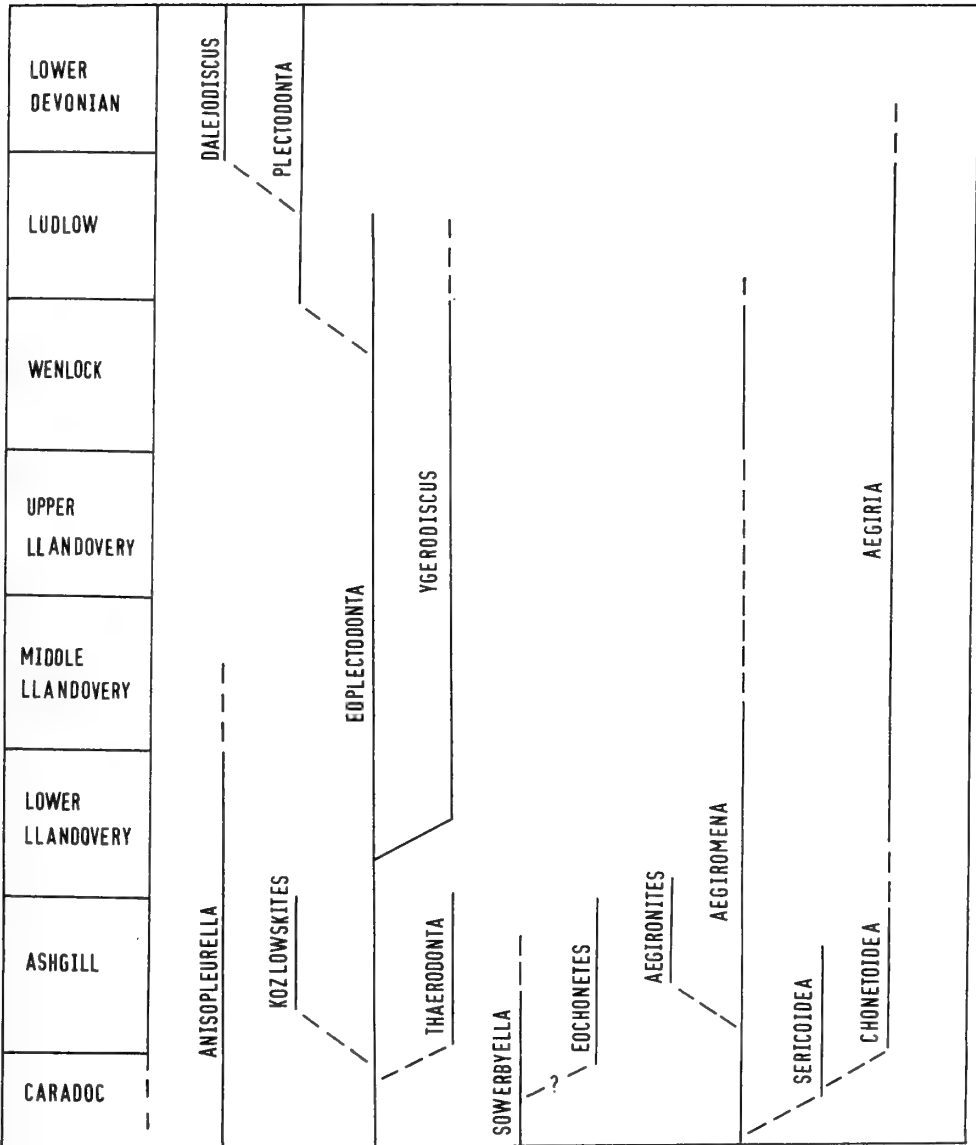 LOWER
DEVONIAN
LUDLOW
WENLOCK
UPPER
LLANDOVERY
MIDDLE
LLANDOVERY
LOWER
LLANDOVERY
ASHGILL
CARADOC
DALEJODISCUS
PLECTODONTA
ANISOPLEURELLA
KOZLOWSKITES
EOPLECTODONTA
YGERODISCUS
THAERODONTA
SOWERBYELLA
?
EOCHONETES
AEGIRONITES
AEGIROMENA
SERICOIDEA
CHONETOIDEA
AEGIRIA